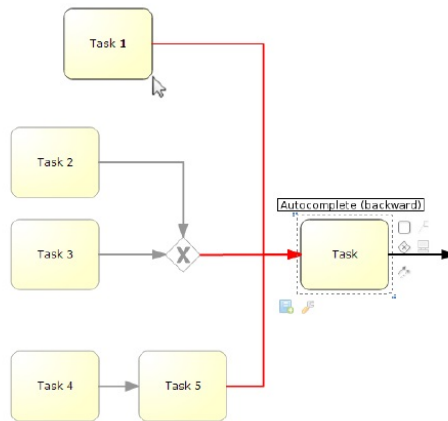 Task 1
Task 2
Autocomplete (backward)
Task 3
Task
Task 4
Task 5